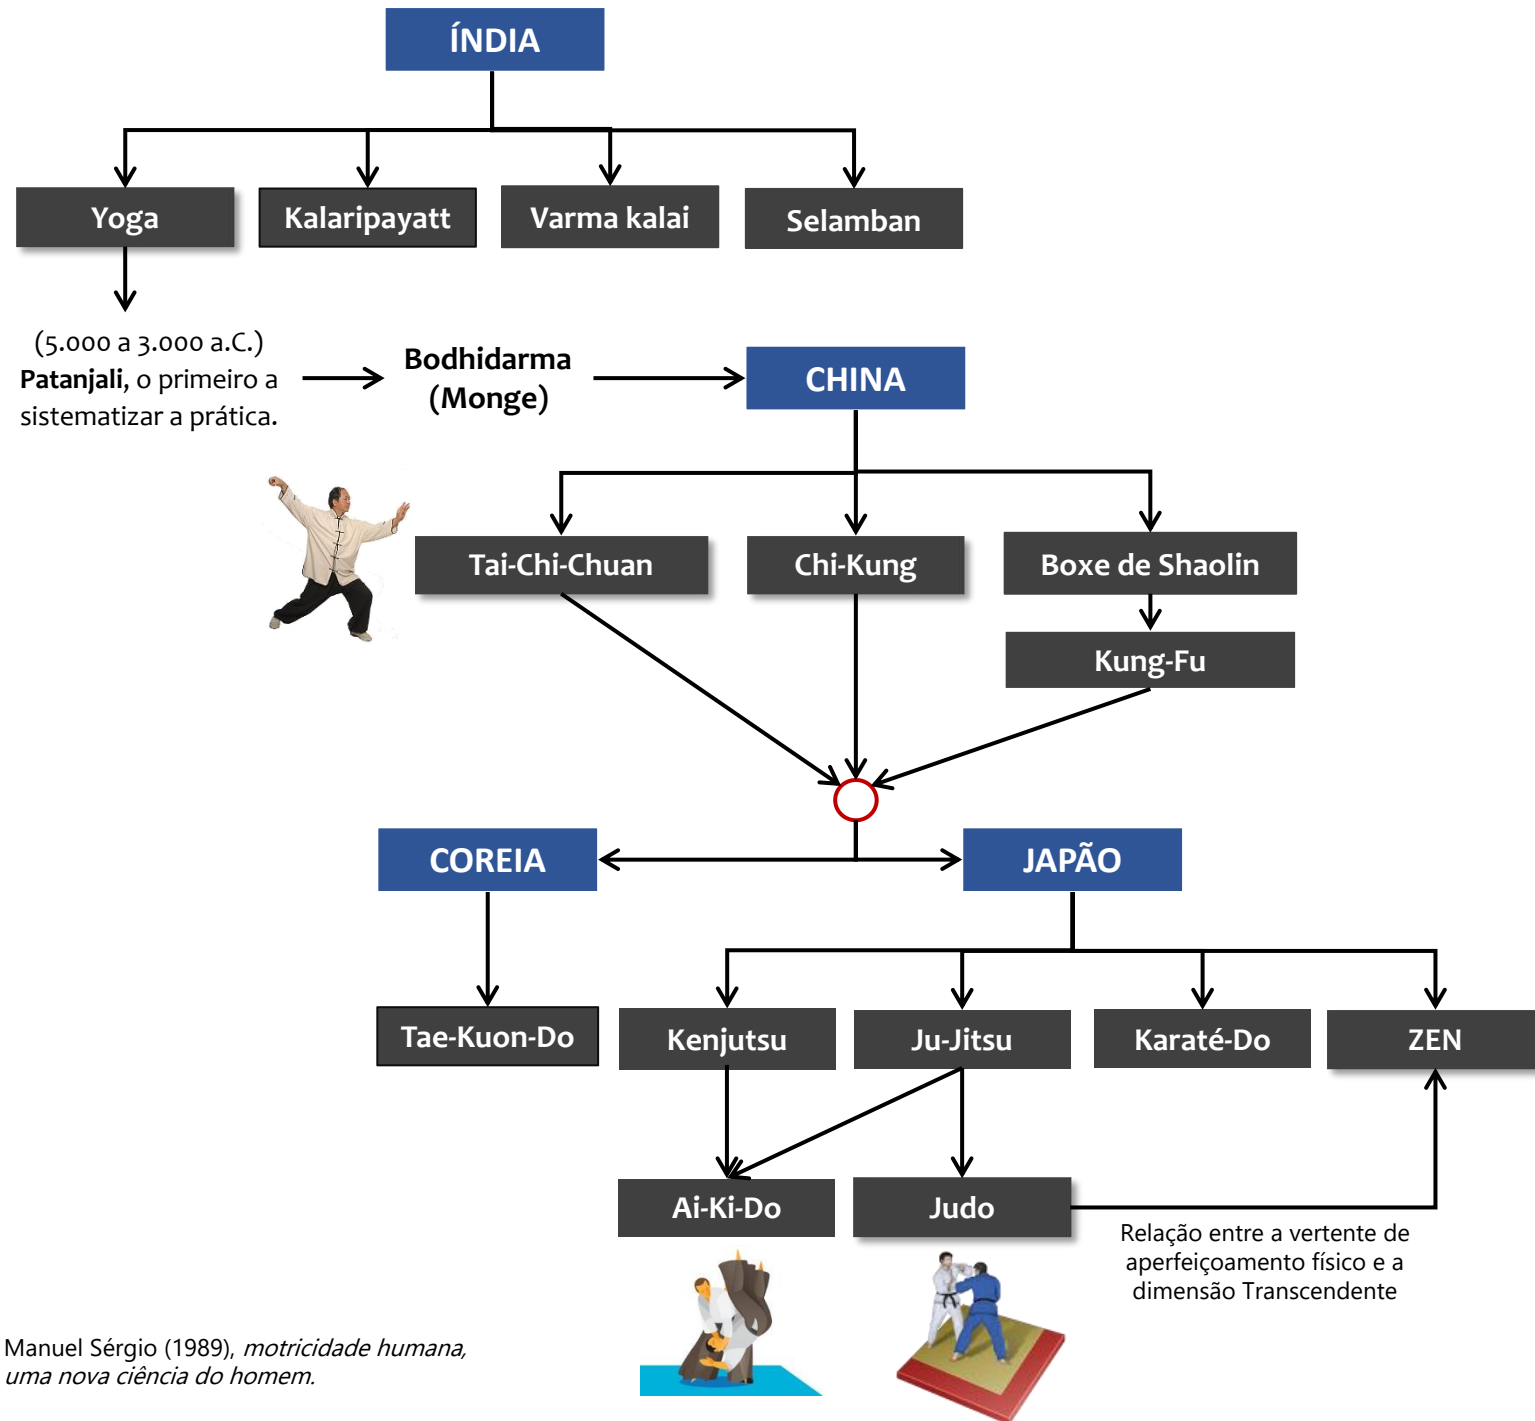 ÍNDIA
Yoga
Kalaripayatt
Varma kalai
Selamban
(5.000 a 3.000 a.C.)
Patanjali, o primeiro a
sistematizar a prática.
Bodhidarma
(Monge)
CHINA
Tai-Chi-Chuan
Chi-Kung
Boxe de Shaolin
Kung-Fu
COREIA
JAPÃO
Tae-Kuon-Do
Kenjutsu
Ju-Jitsu
Karaté-Do
ZEN
Ai-Ki-Do
Judo
Relação entre a vertente de
aperfeiçoamento físico e a
dimensão Transcendente
Manuel Sérgio (1989), motricidade humana,
uma nova ciência do homem.